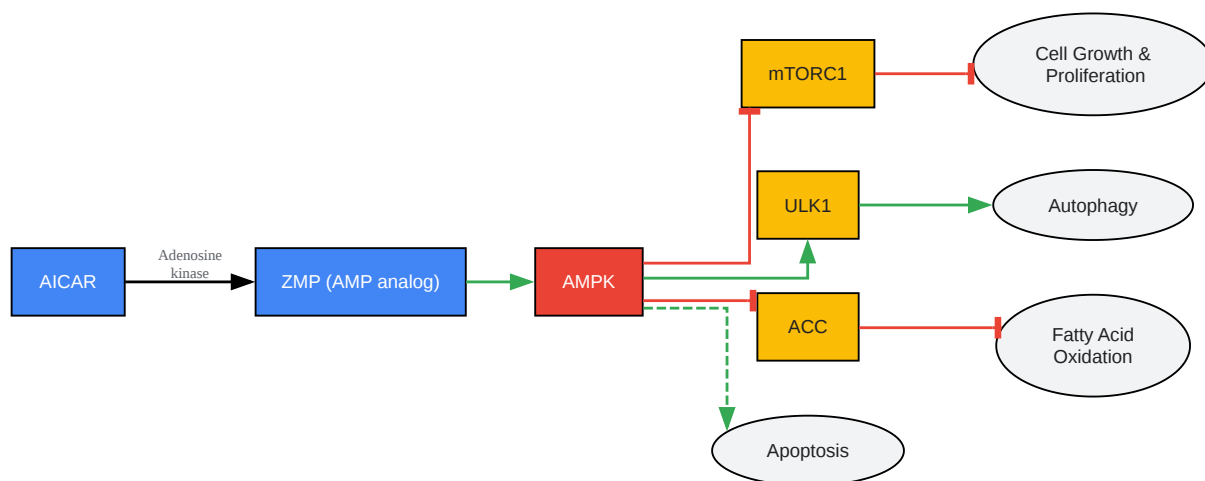 mTORC1
Cell Growth &
Proliferation
ULK1
Autophagy
AICAR
Adenosine
kinase
ZMP (AMP analog)
AMPK
ACC
Fatty Acid
Oxidation
Apoptosis